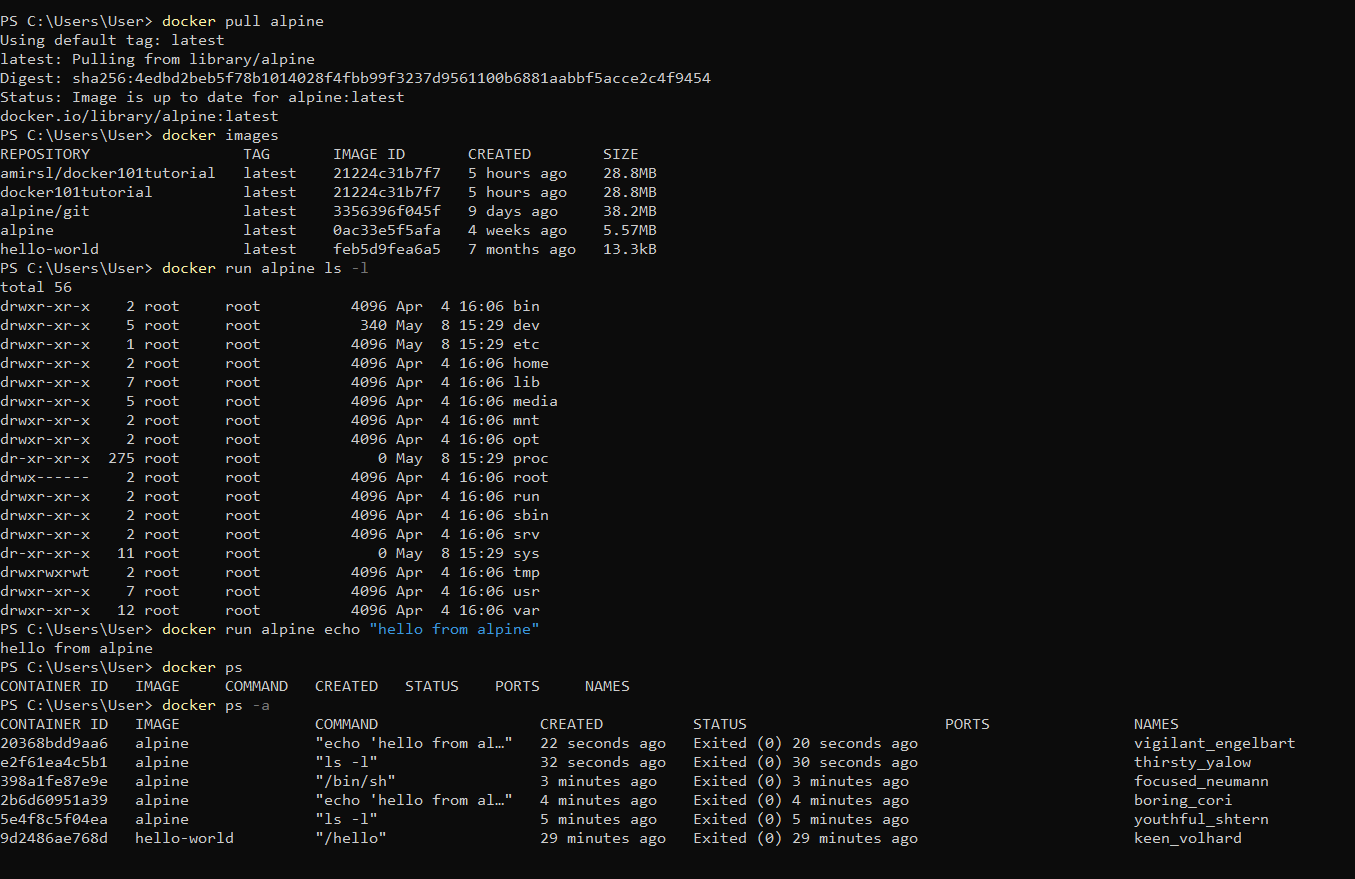 PS C:\Users\User> docker pull alpine
Using default tag: latest
latest: Pulling from library/alpine
Digest: sha256:4edbd2beb5f78b1014028f4fbb99f3237d9561100b6881aabbf5acce2c4f9454
Status: Image is up to date for alpine:latest
docker.io/library/alpine:latest
PS C:\Users\User> docker images
REPOSITORY                 TAG       IMAGE ID       CREATED        SIZE
amirsl/docker101tutorial   latest    21224c31b7f7   5 hours ago    28.8MB
docker101tutorial          latest    21224c31b7f7   5 hours ago    28.8MB
alpine/git                 latest    3356396f045f   9 days ago     38.2MB
alpine                     latest    0ac33e5f5afa   4 weeks ago    5.57MB
hello-world                latest    feb5d9fea6a5   7 months ago   13.3kB
PS C:\Users\User> docker run alpine ls -l
total 56
drwxr-xr-x    2 root     root          4096 Apr  4 16:06 bin
drwxr-xr-x    5 root     root           340 May  8 15:29 dev
drwxr-xr-x    1 root     root          4096 May  8 15:29 etc
drwxr-xr-x    2 root     root          4096 Apr  4 16:06 home
drwxr-xr-x    7 root     root          4096 Apr  4 16:06 lib
drwxr-xr-x    5 root     root          4096 Apr  4 16:06 media
drwxr-xr-x    2 root     root          4096 Apr  4 16:06 mnt
drwxr-xr-x    2 root     root          4096 Apr  4 16:06 opt
dr-xr-xr-x  275 root     root             0 May  8 15:29 proc
drwx------    2 root     root          4096 Apr  4 16:06 root
drwxr-xr-x    2 root     root          4096 Apr  4 16:06 run
drwxr-xr-x    2 root     root          4096 Apr  4 16:06 sbin
drwxr-xr-x    2 root     root          4096 Apr  4 16:06 srv
dr-xr-xr-x   11 root     root             0 May  8 15:29 sys
drwxrwxrwt    2 root     root          4096 Apr  4 16:06 tmp
drwxr-xr-x    7 root     root          4096 Apr  4 16:06 usr
drwxr-xr-x   12 root     root          4096 Apr  4 16:06 var
PS C:\Users\User> docker run alpine echo "hello from alpine"
hello from alpine
PS C:\Users\User> docker ps
CONTAINER ID   IMAGE     COMMAND   CREATED   STATUS    PORTS     NAMES
PS C:\Users\User> docker ps -a
CONTAINER ID   IMAGE               COMMAND                  CREATED          STATUS                      PORTS               NAMES
20368bdd9aa6   alpine              "echo 'hello from al…"   22 seconds ago   Exited (0) 20 seconds ago                       vigilant_engelbart
e2f61ea4c5b1   alpine              "ls -l"                  32 seconds ago   Exited (0) 30 seconds ago                       thirsty_yalow
398a1fe87e9e   alpine              "/bin/sh"                3 minutes ago    Exited (0) 3 minutes ago                        focused_neumann
2b6d60951a39   alpine              "echo 'hello from al…"   4 minutes ago    Exited (0) 4 minutes ago                        boring_cori
5e4f8c5f04ea   alpine              "ls -l"                  5 minutes ago    Exited (0) 5 minutes ago                        youthful_shtern
9d2486ae768d   hello-world         "/hello"                 29 minutes ago   Exited (0) 29 minutes ago                       keen_volhard